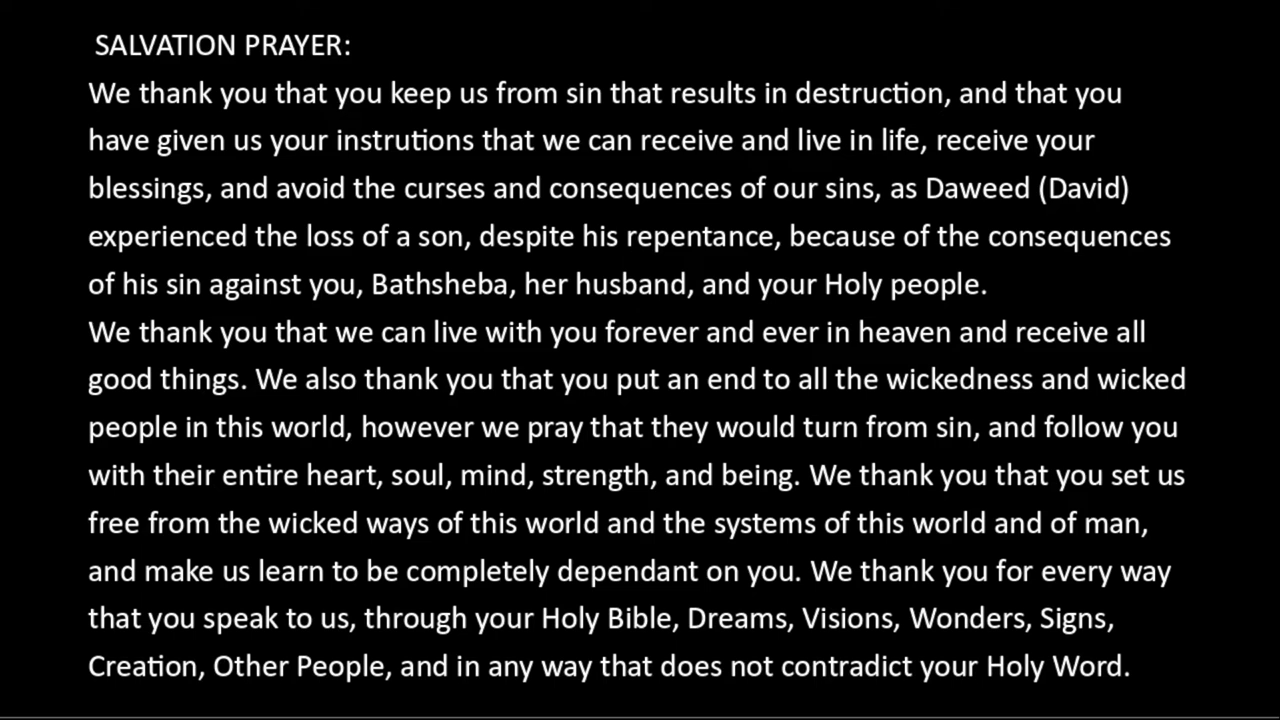 SALVATION PRAYER:
We thank you that you keep us from sin that results in destruction, and that you
have given us your instrutions that we can receive and live in life, receive your
blessings, and avoid the curses and consequences of our sins, as Daweed (David)
experienced the loss of a son, despite his repentance, because of the consequences
of his sin against you, Bathsheba, her husband, and your Holy people.
We thank you that we can live with you forever and ever in heaven and receive all
good things. We also thank you that you put an end to all the wickedness and wicked
people in this world, however we pray that they would turn from sin, and follow you
with their entire heart, soul, mind, strength, and being. We thank you that you set us
free from the wicked ways of this world and the systems of this world and of man,
and make us learn to be completely dependant on you. We thank you for every way
that you speak to us, through your Holy Bible, Dreams, Visions, Wonders, Signs,
Creation, Other People, and in any way that does not contradict your Holy Word.